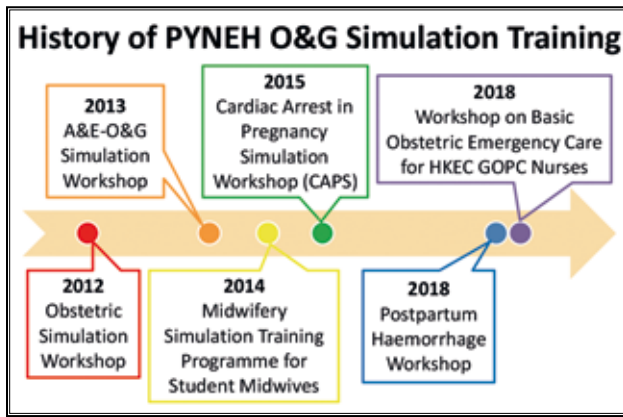 History of PYNEH O&G Simulation Training
2012
Obstetric
Simulation
Workshop
2013
A&E-O&G
Simulation
Workshop
2014
Midwifery
Simulation Training
Programme for
Student Midwives
2015
Cardiac Arrest in
Pregnancy
Simulation
Workshop (CAPS)
2018
Postpartum
Haemorrhage
Workshop
2018
Workshop on Basic
Obstetric Emergency Care
for HKEC GOPC Nurses